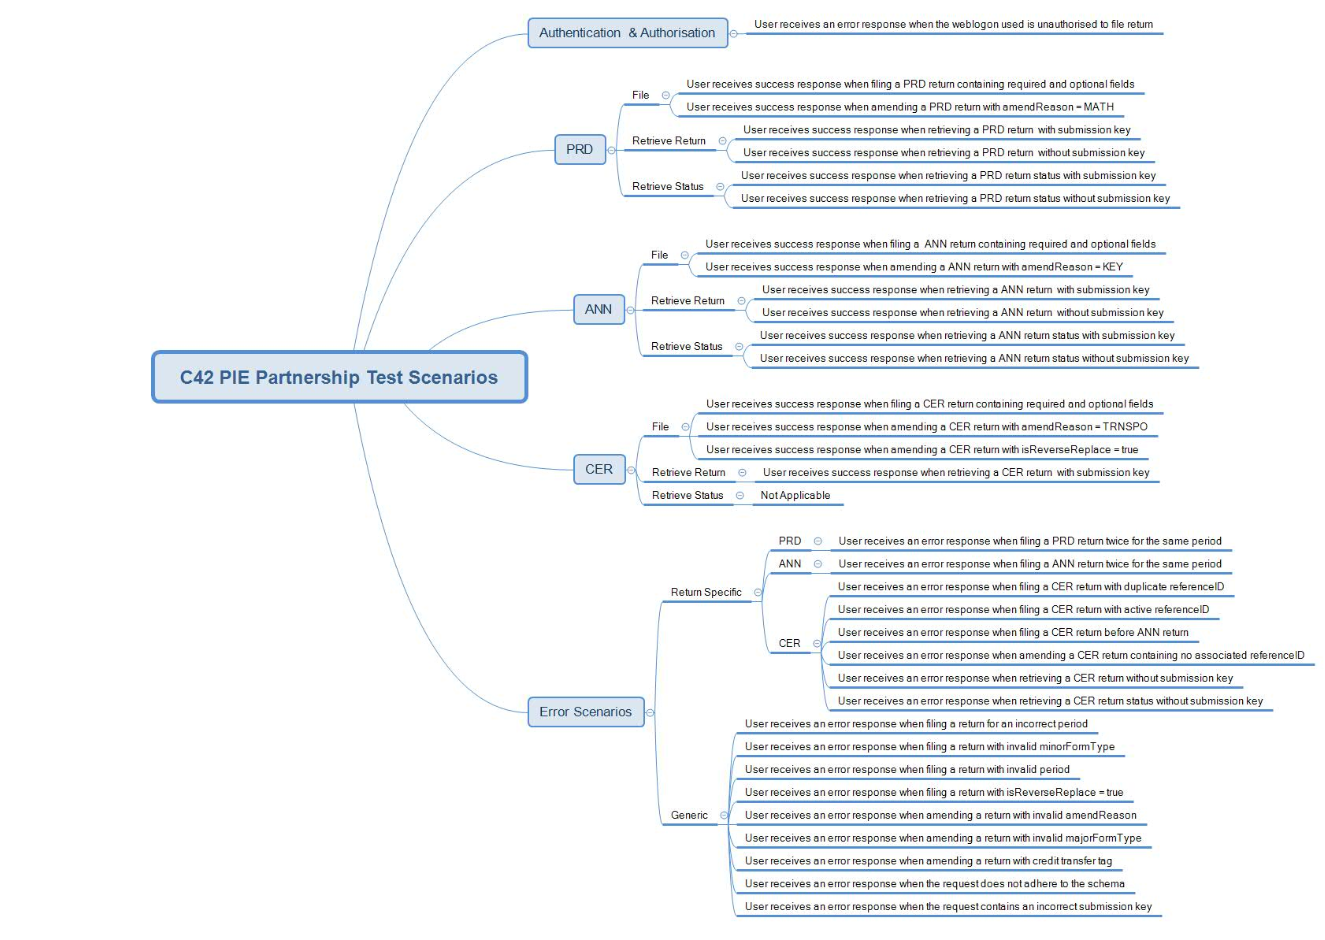 Authentication & Authorisation
User receives an error response when the weblogon used is unauthorised to file return
PRD
File
User receives success response when filing a PRD return containing required and optional fields
User receives success response when amending a PRD return with amendReason = MATH
Retrieve Return
User receives success response when retrieving a PRD return with submission key
User receives success response when retrieving a PRD return without submission key
Retrieve Status
User receives success response when retrieving a PRD return status with submission key
User receives success response when retrieving a PRD return status without submission key
ANN
File
User receives success response when filing a ANN return containing required and optional fields
User receives success response when amending a ANN return with amendReason = KEY
Retrieve Return
User receives success response when retrieving a ANN return with submission key
User receives success response when retrieving a ANN return without submission key
Retrieve Status
User receives success response when retrieving a ANN return status with submission key
User receives success response when retrieving a ANN return status without submission key
C42 PIE Partnership Test Scenarios
CER
File
User receives success response when filing a CER return containing required and optional fields
User receives success response when amending a CER return with amendReason = TRNSPO
User receives success response when amending a CER return with isReverseReplace = true
Retrieve Return
User receives success response when retrieving a CER return with submission key
Retrieve Status
Not Applicable
Error Scenarios
Return Specific
PRD
User receives an error response when filing a PRD return twice for the same period
ANN
User receives an error response when filing a ANN return twice for the same period
CER
User receives an error response when filing a CER return with duplicate referenceID
User receives an error response when filing a CER return with active referenceID
User receives an error response when filing a CER return before ANN return
User receives an error response when amending a CER return containing no associated referenceID
User receives an error response when retrieving a CER return without submission key
User receives an error response when retrieving a CER return status without submission key
Generic
User receives an error response when filing a return for an incorrect period
User receives an error response when filing a return with invalid minorFormType
User receives an error response when filing a return with invalid period
User receives an error response when filing a return with isReverseReplace = true
User receives an error response when amending a return with invalid amendReason
User receives an error response when amending a return with invalid majorFormType
User receives an error response when amending a return with credit transfer tag
User receives an error response when the request does not adhere to the schema
User receives an error response when the request contains an incorrect submission key